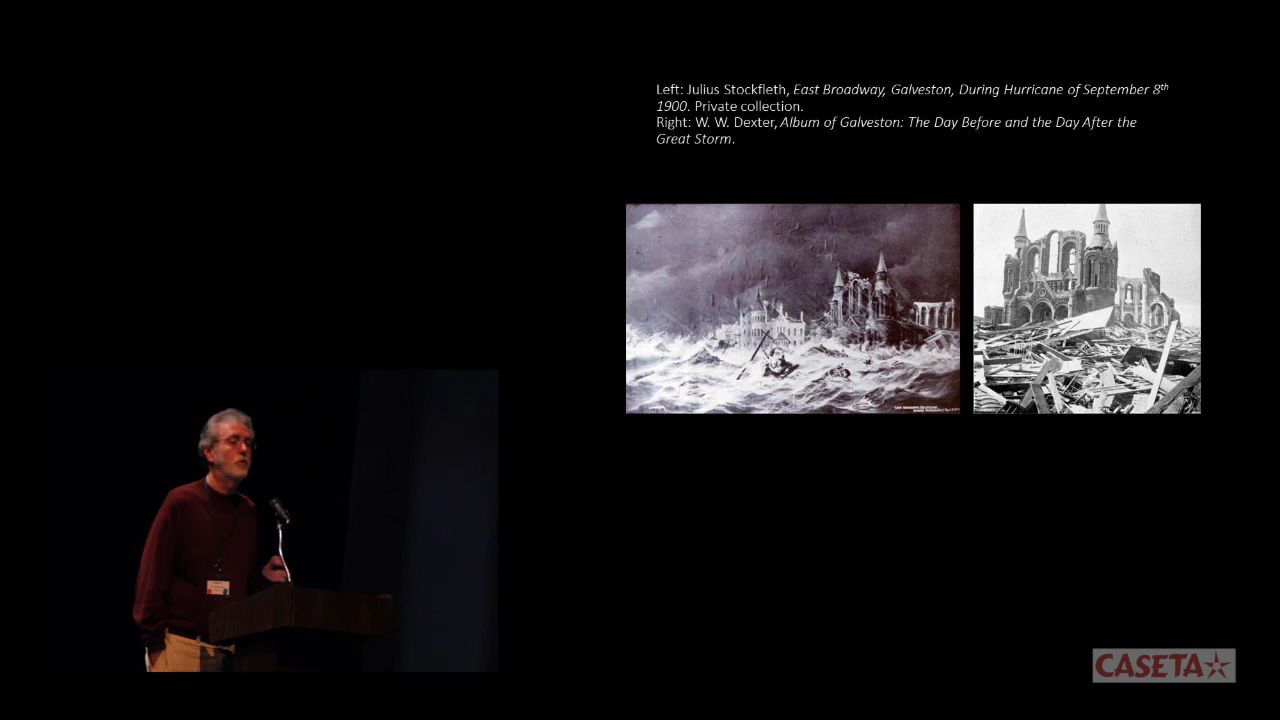 Left: Julius Stockfleth, East Broadway, Galveston, During Hurricane of September 8th
1900. Private collection.
Right: W. W. Dexter, Album of Galveston: The Day Before and the Day After the
Great Storm.
CASETA